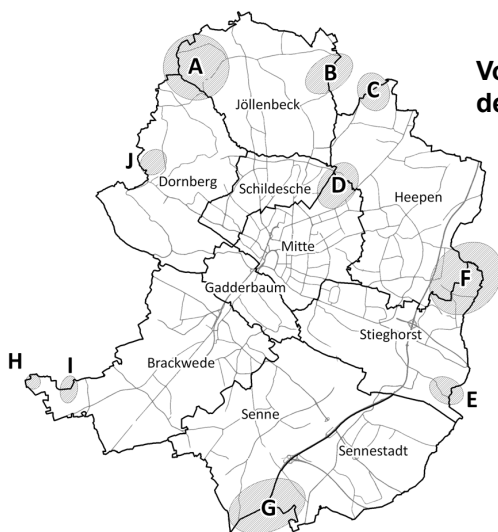 A
B
Vo
C
de
Jöllenbeck
J
Dornberg
Schildesche
D
Heepen
Mitte
F
Gadderbaum
Stieghorst
H
I
Brackwede
E
Senne
Sennestadt
G